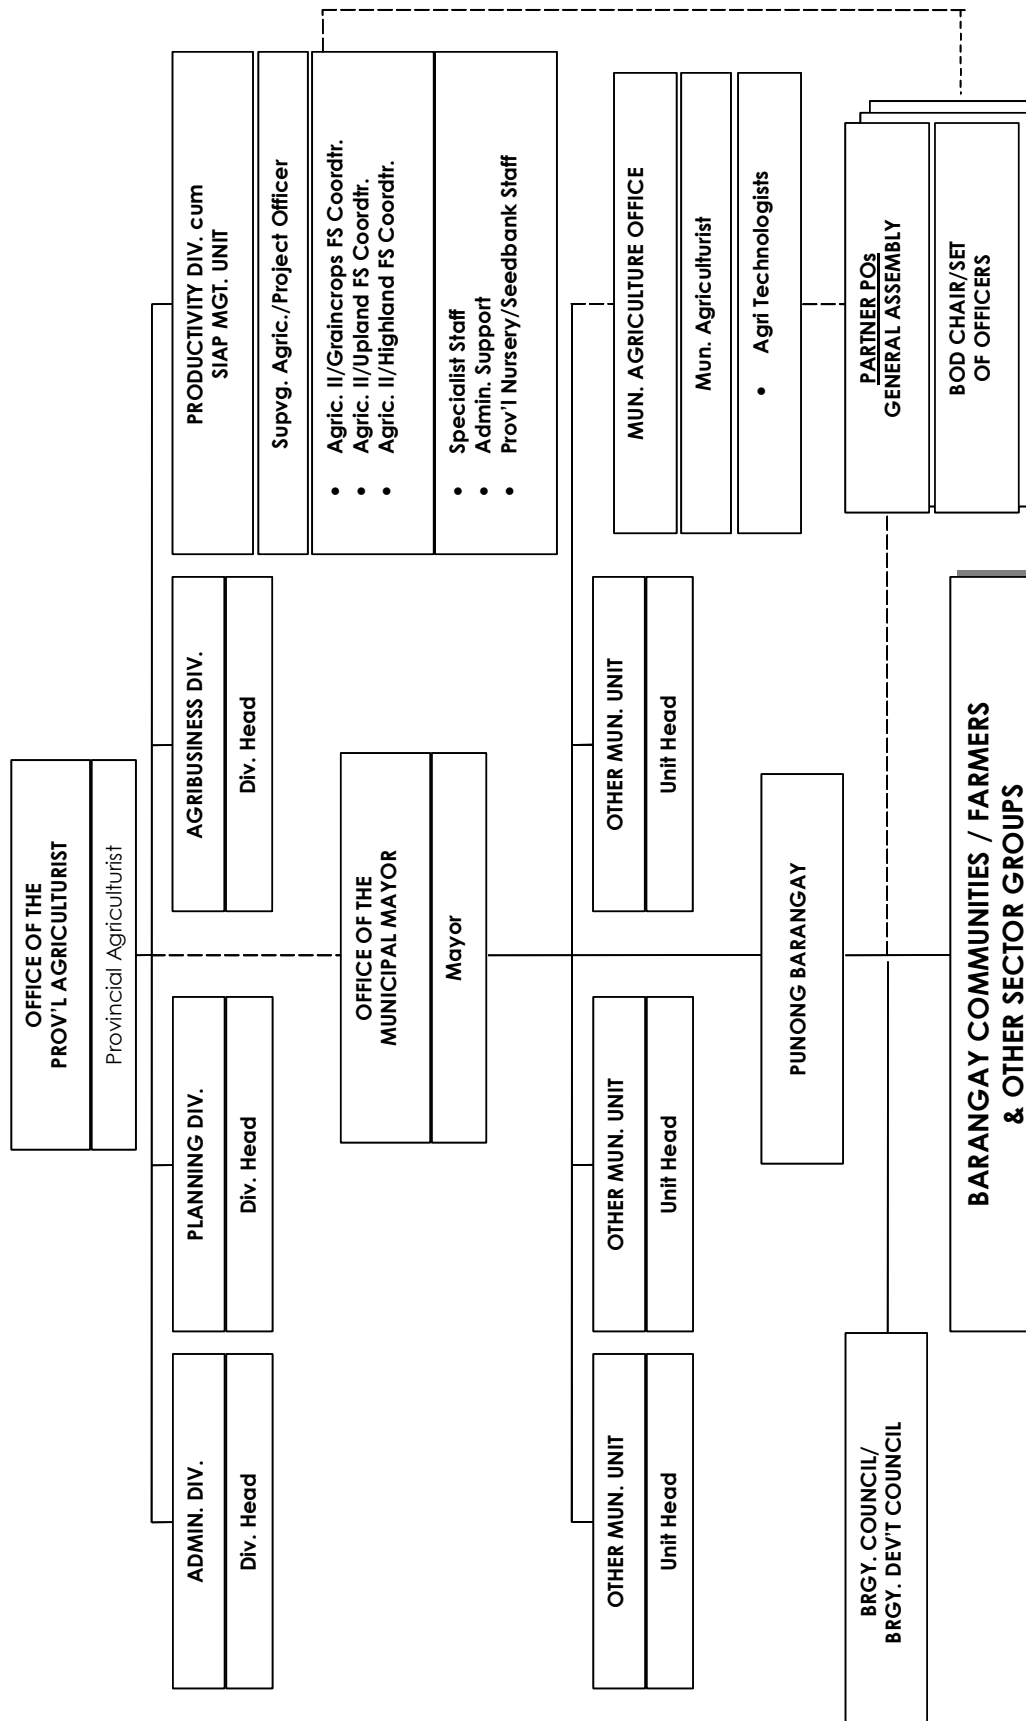 OFFICE OF THE
PROV'L AGRICULTURIST
Provincial Agriculturist
ADMIN. DIV.
Div. Head
PLANNING DIV.
Div. Head
AGRIBUSINESS DIV.
Div. Head
PRODUCTIVITY DIV. cum
SIAP MGT. UNIT
Supvg. Agric./Project Officer
• Agric. II/Graincrops FS Coordtr.
• Agric. II/Upland FS Coordtr.
• Agric. II/Highland FS Coordtr.
• Specialist Staff
• Admin. Support
• Prov'l Nursery/Seedbank Staff
OFFICE OF THE
MUNICIPAL MAYOR
Mayor
OTHER MUN. UNIT
Unit Head
OTHER MUN. UNIT
Unit Head
OTHER MUN. UNIT
Unit Head
MUN. AGRICULTURE OFFICE
Mun. Agriculturist
• Agri Technologists
PUNONG BARANGAY
BRGY. COUNCIL/
BRGY. DEV'T COUNCIL
PARTNER POs
GENERAL ASSEMBLY
BOD CHAIR/SET
OF OFFICERS
BARANGAY COMMUNITIES / FARMERS
& OTHER SECTOR GROUPS